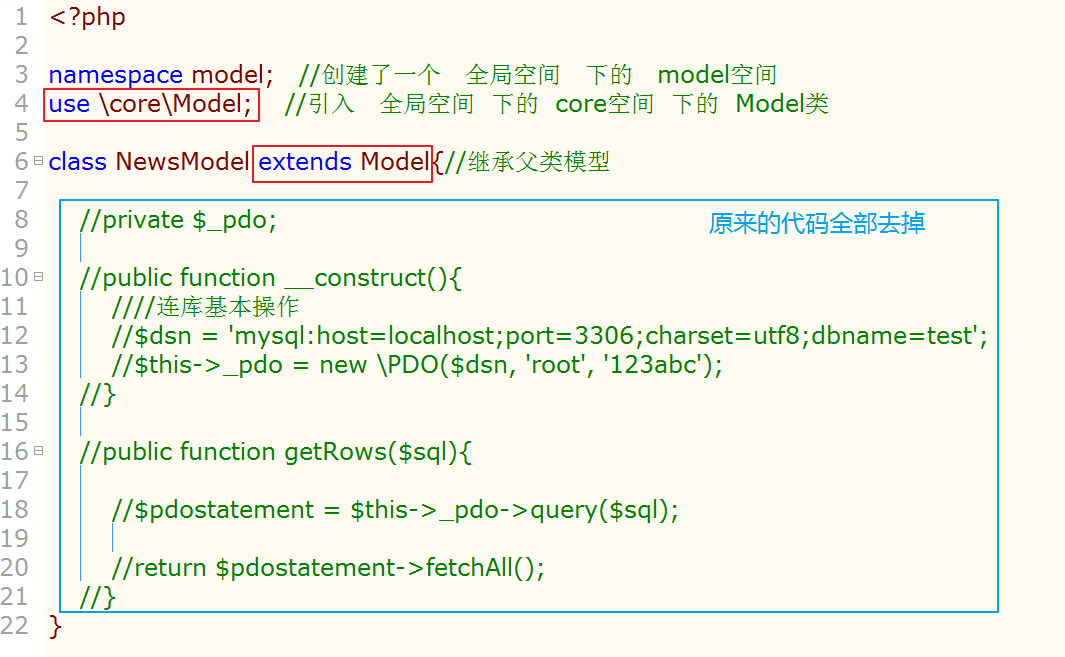 1 <?php
2
3 namespace model; //创建了一个 全局空间 下的 model空间
4 use \core\Model; //引入 全局空间 下的 core空间 下的 Model类
5
6 class NewsModel extends Model{//继承父类模型
7
8 //private $_pdo; 原来的代码全部去掉
9
10 //public function __construct(){
11 ////连库基本操作
12 //$dsn = 'mysql:host=localhost;port=3306;charset=utf8;dbname=test';
13 //$this->_pdo = new \PDO($dsn, 'root', '123abc');
14 //}
15
16 //public function getRows($sql){
17
18 //$pdostatement = $this->_pdo->query($sql);
19
20 //return $pdostatement->fetchAll();
21 //}
22 }